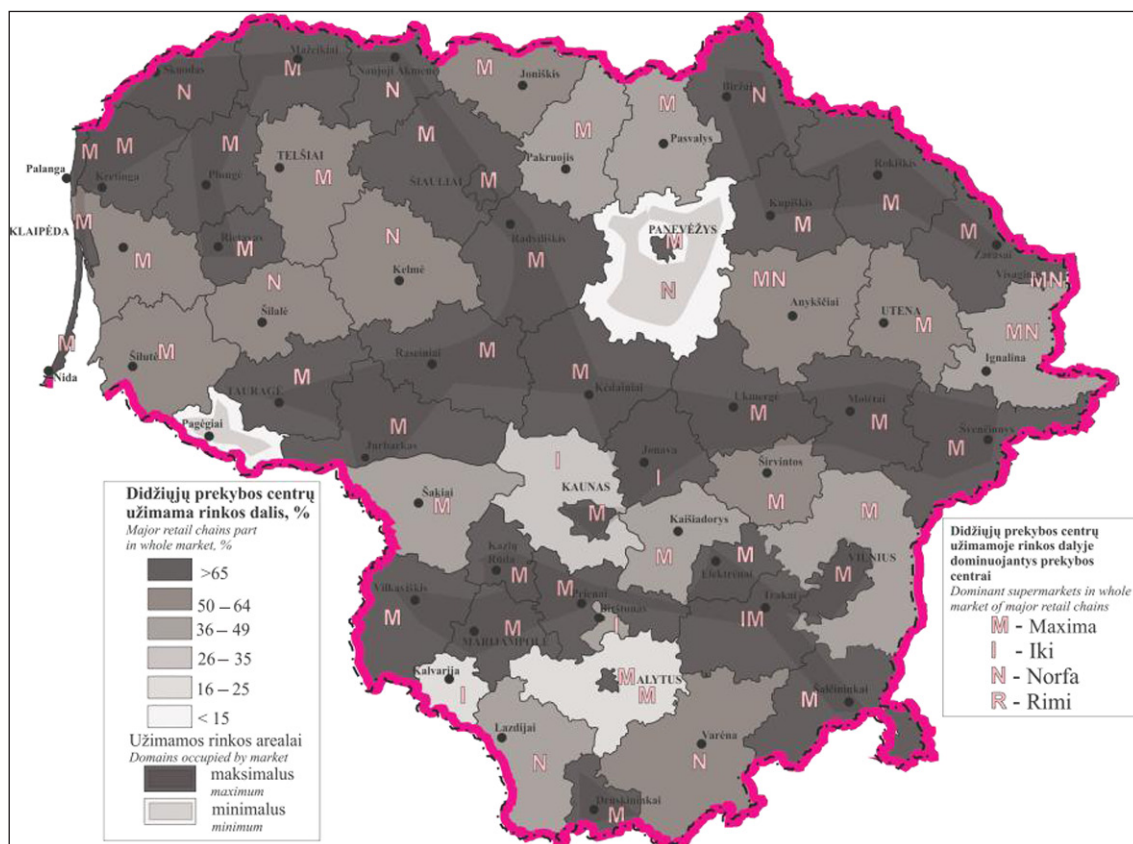 Skuodas
N
Mažeikiai
M
Naujoji Akmenė
N
M
Joniškis
M
Pakruojis
M
Pasvalys
Biržai
N
Palanga
M
M
Kretinga
M
Plungė
TELŠIAI
M
M
ŠIAULIAI
M
Radviliškis
M
PANEVĖŽYS
M
N
Kupiškis
M
Rokiškis
M
M
Zarasai
Visaginas
KLAIPĖDA
M
M
Rietavas
M
N
Kelmė
N
Šilalė
MN
Anykščiai
UTENA
M
MN
Ignalina
M
Nida
Šilutė
M
M
TAURAGĖ
Raseiniai
M
M
Kėdainiai
Ukmergė
M
Molėtai
M
M
Švenčionys
Pagėgiai
M
Jurbarkas
I
KAUNAS
M
Jonava
I
Širvintos
M
Šakiai
M
Kaišiadorys
M
M
Kazlų
Rūda
M
M
Elektrėnai
M
VILNIUS
Vilkaviškis
M
Prienai
M
Birštonas
I
Trakai
IM
MARIJAMPOLĖ
M
Kalvarija
I
M
ALYTUS
M
Šalčininkai
M
Lazdijai
N
Varėna
N
Druskininkai
M
Didžiųjų prekybos centrų
užimama rinkos dalis, %
Major retail chains part
in whole market, %
>65
50 – 64
36 – 49
26 – 35
16 – 25
< 15
Užimamos rinkos arealai
Domains occupied by market
maksimalus
maximum
minimalus
minimum
Didžiųjų prekybos centrų
užimamoje rinkos dalyje
dominuojantys prekybos
centrai
Dominant supermarkets in whole
market of major retail chains
M - Maxima
I - Iki
N - Norfa
R - Rimi